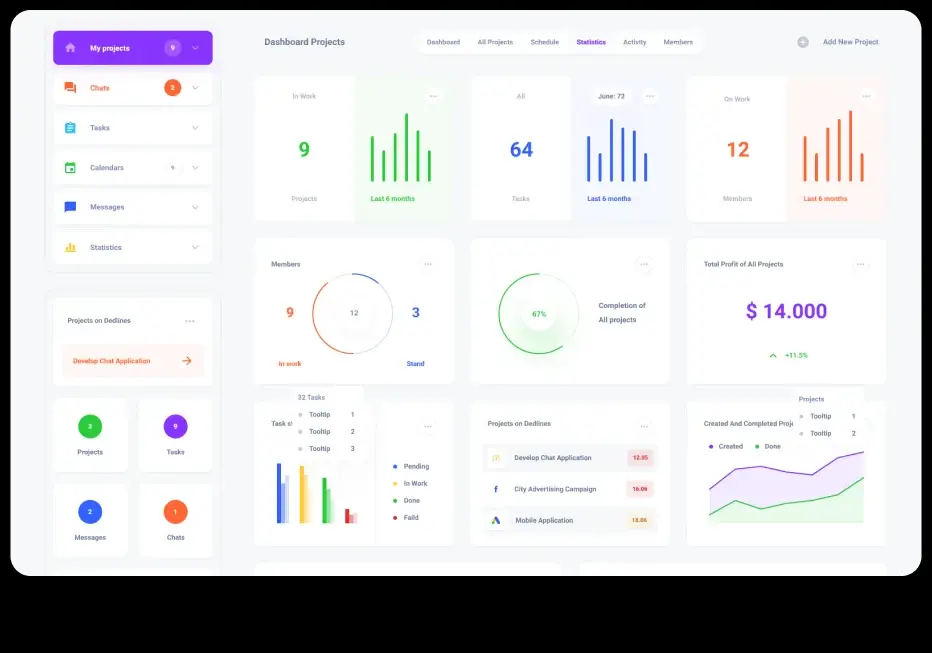 My projects 9
Chats 2
Tasks
Calendars 9
Messages
Statistics
Projects on Dedlines
Develop Chat Application
3
Projects
9
Tasks
2
Messages
1
Chats
Dashboard Projects
Dashboard All Projects Schedule Statistics Activity Members
Add New Project
In Work
9
Projects
Last 6 months
All
64
Tasks
June: 72
Last 6 months
On Work
12
Members
Last 6 months
Members
9 12 3
In work Stand
67%
Completion of
All projects
Total Profit of All Projects
$ 14.000
+11.5%
32 Tasks
Tooltip 1
Tooltip 2
Tooltip 3
Task s
Pending
In Work
Done
Faild
Projects on Dedlines
Develop Chat Application 12.05
City Advertising Campaign 16.06
Mobile Application 18.06
Projects
Tooltip 1
Tooltip 2
Created And Completed Proj
Created Done